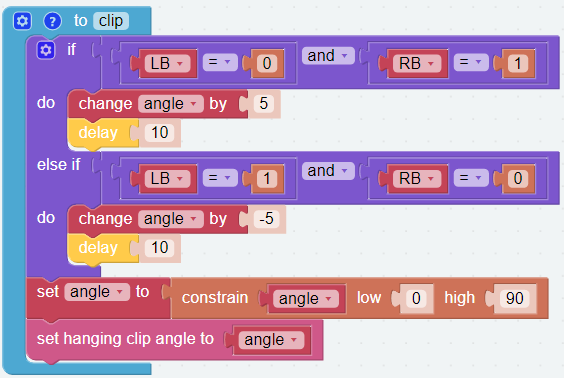 ? to clip
if LB = 0 and RB = 1
do change angle by 5
delay 10
else if LB = 1 and RB = 0
do change angle by -5
delay 10
set angle to constrain angle low 0 high 90
set hanging clip angle to angle